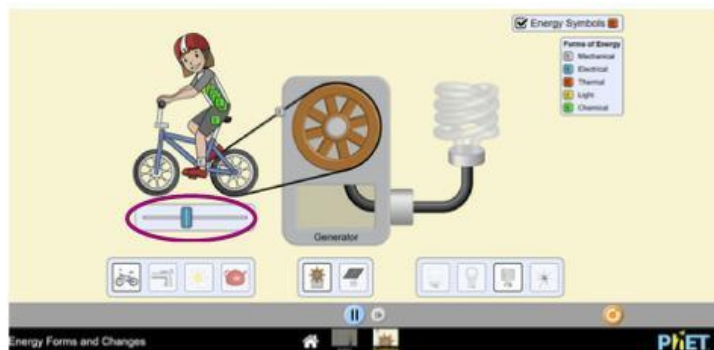 Energy Symbols
Forms of Energy
E Mechanical
E Electrical
E Thermal
E Light
E Chemical
Generator
Energy Forms and Changes
PhET